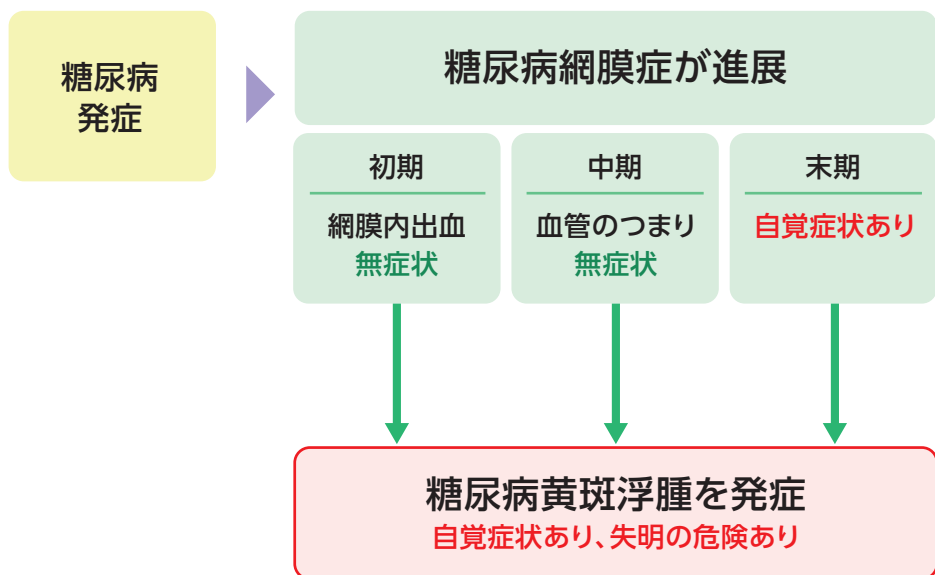 糖尿病
発症
糖尿病網膜症が進展
初期
網膜内出血
無症状
中期
血管のつまり
無症状
末期
自覚症状あり
糖尿病黄斑浮腫を発症
自覚症状あり、失明の危険あり